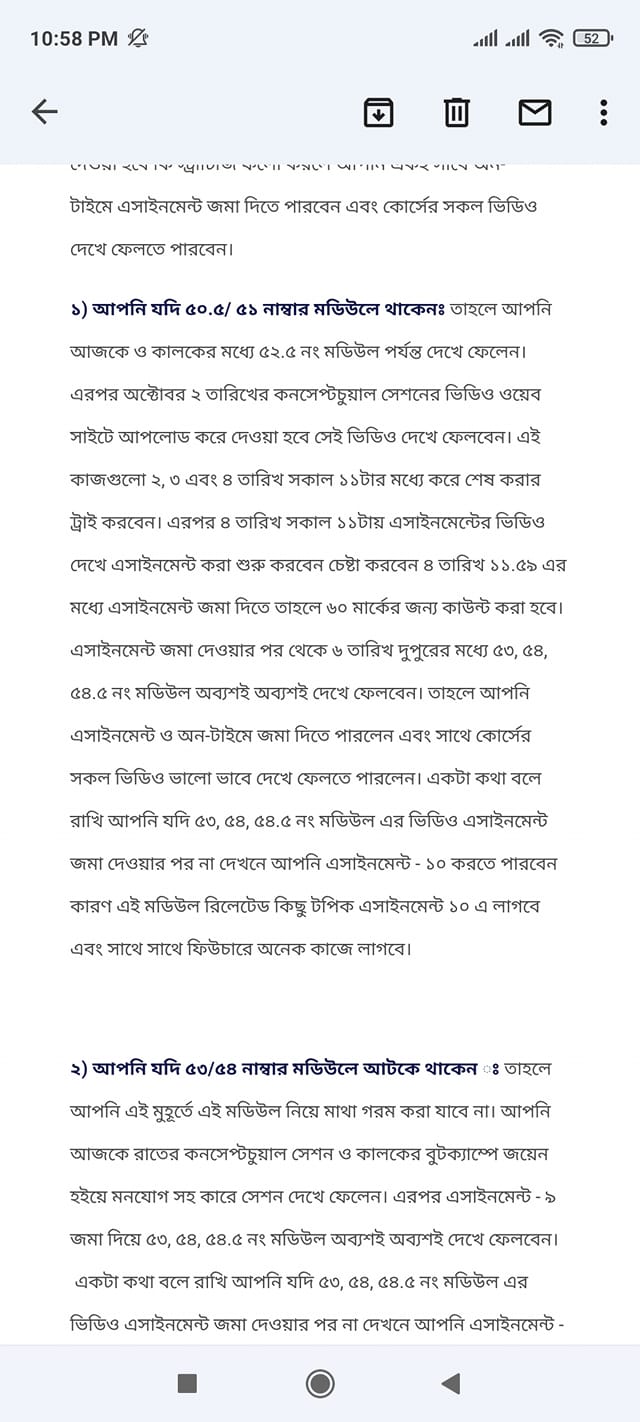 10:58 PM
52
টাইমে এসাইনমেন্ট জমা দিতে পারবেন এবং কোর্সের সকল ভিডিও
দেখে ফেলতে পারবেন।
১) আপনি যদি ৫০.৫/ ৫১ নাম্বার মডিউলে থাকেনঃ তাহলে আপনি
আজকে ও কালকের মধ্যে ৫২.৫ নং মডিউল পর্যন্ত দেখে ফেলেন।
এরপর অক্টোবর ২ তারিখের কনসেপ্টচুয়াল সেশনের ভিডিও ওয়েব
সাইটে আপলোড করে দেওয়া হবে সেই ভিডিও দেখে ফেলবেন। এই
কাজগুলো ২, ৩ এবং ৪ তারিখ সকাল ১১টার মধ্যে করে শেষ করার
ট্রাই করবেন। এরপর ৪ তারিখ সকাল ১১টায় এসাইনমেন্টের ভিডিও
দেখে এসাইনমেন্ট করা শুরু করবেন চেষ্টা করবেন ৪ তারিখ ১১.৫৯ এর
মধ্যে এসাইনমেন্ট জমা দিতে তাহলে ৬০ মার্কের জন্য কাউন্ট করা হবে।
এসাইনমেন্ট জমা দেওয়ার পর থেকে ৬ তারিখ দুপুরের মধ্যে ৫৩, ৫৪,
৫৪.৫ নং মডিউল অব্যশই অব্যশই দেখে ফেলবেন। তাহলে আপনি
এসাইনমেন্ট ও অন-টাইমে জমা দিতে পারলেন এবং সাথে কোর্সের
সকল ভিডিও ভালো ভাবে দেখে ফেলতে পারলেন। একটা কথা বলে
রাখি আপনি যদি ৫৩, ৫৪, ৫৪.৫ নং মডিউল এর ভিডিও এসাইনমেন্ট
জমা দেওয়ার পর না দেখনে আপনি এসাইনমেন্ট - ১০ করতে পারবেন
কারণ এই মডিউল রিলেটেড কিছু টপিক এসাইনমেন্ট ১০ এ লাগবে
এবং সাথে সাথে ফিউচারে অনেক কাজে লাগবে।
২) আপনি যদি ৫৩/৫৪ নাম্বার মডিউলে আটকে থাকেন ঃ তাহলে
আপনি এই মুহূর্তে এই মডিউল নিয়ে মাথা গরম করা যাবে না। আপনি
আজকে রাতের কনসেপ্টচুয়াল সেশন ও কালকের বুটক্যাম্পে জয়েন
হইয়ে মনযোগ সহ কারে সেশন দেখে ফেলেন। এরপর এসাইনমেন্ট - ৯
জমা দিয়ে ৫৩, ৫৪, ৫৪.৫ নং মডিউল অব্যশই অব্যশই দেখে ফেলবেন।
একটা কথা বলে রাখি আপনি যদি ৫৩, ৫৪, ৫৪.৫ নং মডিউল এর
ভিডিও এসাইনমেন্ট জমা দেওয়ার পর না দেখনে আপনি এসাইনমেন্ট -